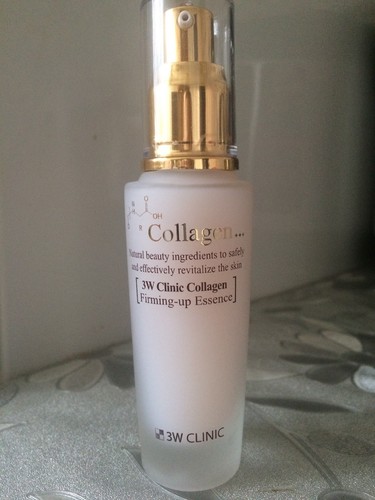 N
O
OH
N
Collagen...
Natural beauty ingredients to safely
and effectively revitalize the skin
3W Clinic Collagen
Firming-up Essence
3W CLINIC